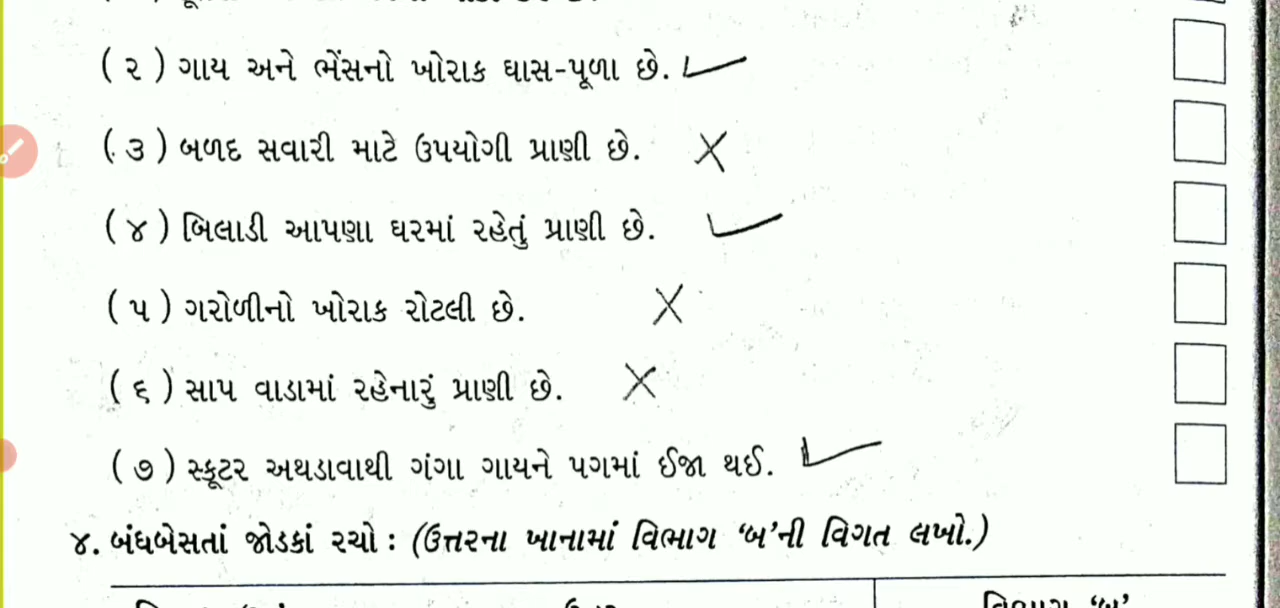 (૨) ગાય અને ભેંસનો ખોરાક ઘાસ-પૂળા છે. ✓
(૩) બળદ સવારી માટે ઉપયોગી પ્રાણી છે. ✗
(૪) બિલાડી આપણા ઘરમાં રહેતું પ્રાણી છે. ✓
(૫) ગરોળીનો ખોરાક રોટલી છે. ✗
(૬) સાપ વાડામાં રહેનારું પ્રાણી છે. ✗
(૭) સ્કૂટર અથડાવાથી ગંગા ગાયને પગમાં ઈજા થઈ. ✓
૪. બંધબેસતાં જોડકાં રચો : (ઉત્તરના ખાનામાં વિભાગ ‘બ’ની વિગત લખો.)
વિભાગ ‘બ’